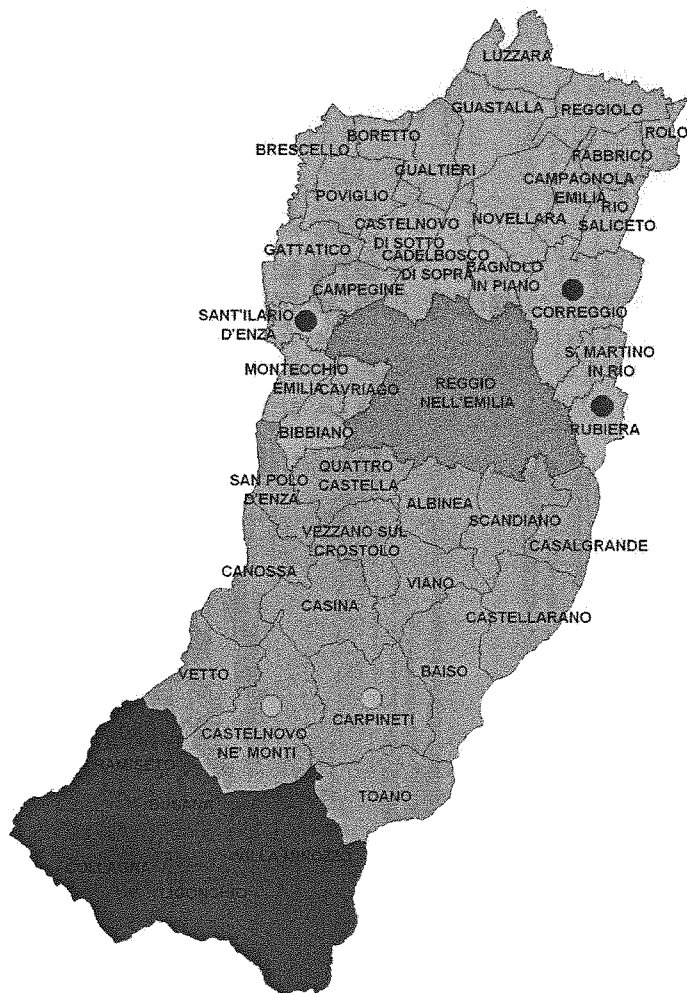 LUZZARA
GUASTALLA
REGGIOLO
ROLO
BORETTO
BRESCELLO
GUALTIERI
FABBRICO
CAMPAGNOLA
EMILIA
RIO
SALICETO
POVIGLIO
NOVELLARA
CASTELNOVO
DI SOTTO
CADELBOSCO
DI SOPRA
BAGNOLO
IN PIANO
GATTATICO
CAMPEGINE
CORREGGIO
SANT'ILARIO
D'ENZA
S. MARTINO
IN RIO
MONTECCHIO
EMILIA
CAVRIAGO
REGGIO
NELL'EMILIA
RUBIERA
BIBBIANO
QUATTRO
CASTELLA
SAN POLO
D'ENZA
ALBINEA
SCANDIANO
CASALGRANDE
VEZZANO SUL
CROSTOLO
CANOSSA
VIANO
CASINA
CASTELLARANO
VETTO
BAISO
CARPINETI
CASTELNOVO
NE' MONTI
TOANO